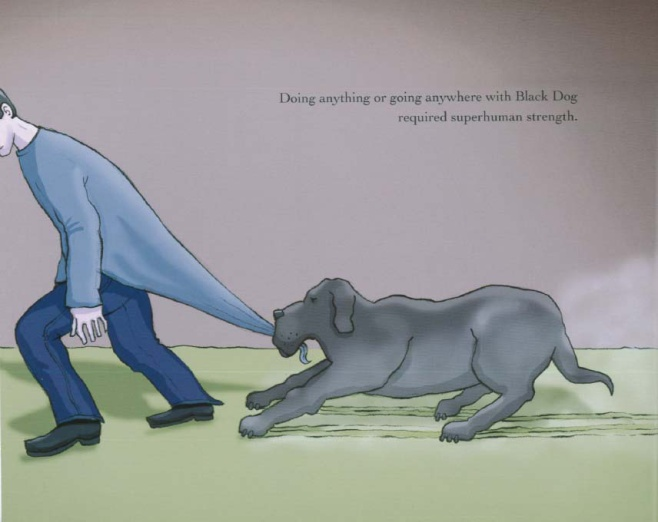 Doing anything or going anywhere with Black Dog
required superhuman strength.